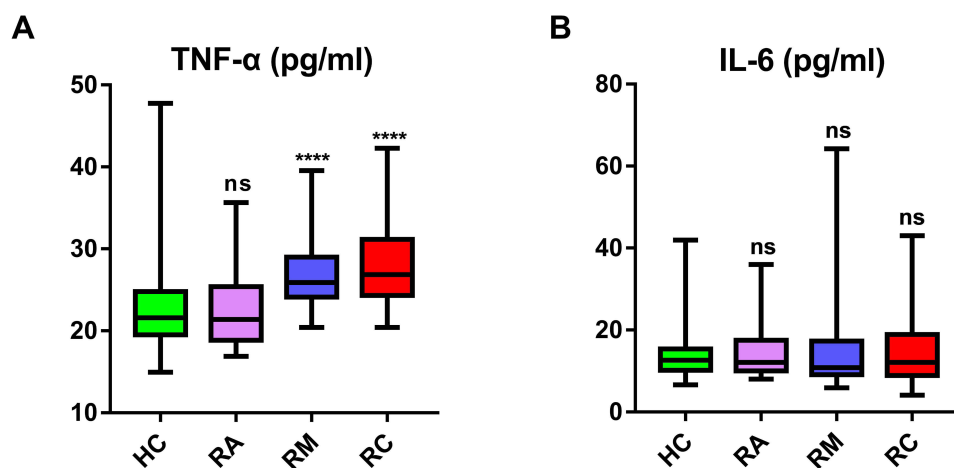 A
TNF-α (pg/ml)
50
40
30
20
10
ns
****
****
HC
RA
RM
RC
B
IL-6 (pg/ml)
80
60
40
20
0
ns
ns
ns
HC
RA
RM
RC